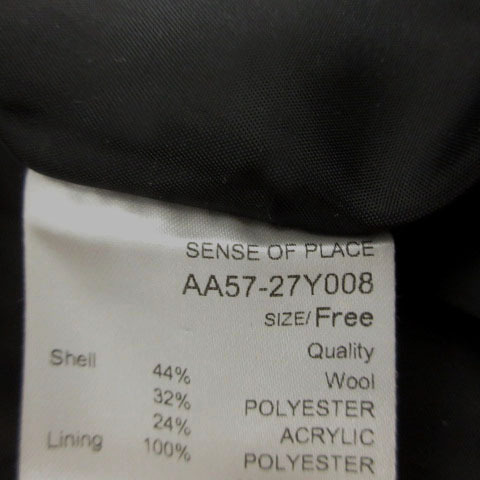 SENSE OF PLACE
AA57-27Y008
SIZE/Free
Quality
Shell 44% Wool
32% POLYESTER
24% ACRYLIC
Lining 100% POLYESTER